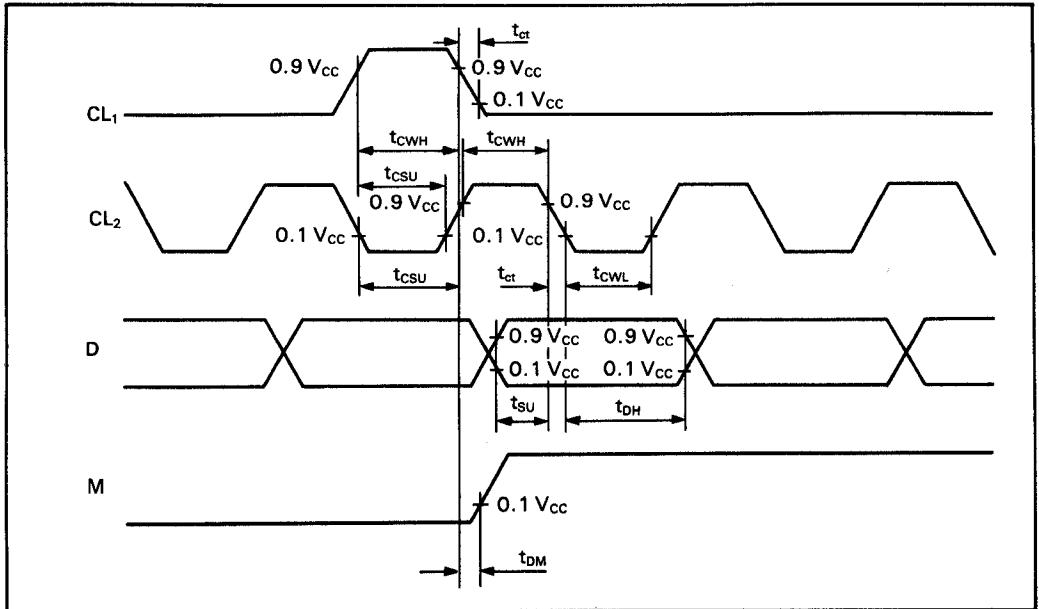 t_ct
0.9 V_CC
0.9 V_CC
0.1 V_CC
CL₁
t_CWH
t_CWH
t_CSU
0.9 V_CC
0.9 V_CC
CL₂
0.1 V_CC
0.1 V_CC
t_CSU
t_ct
t_CWL
D
0.9 V_CC
0.9 V_CC
0.1 V_CC
0.1 V_CC
t_SU
t_DH
M
0.1 V_CC
t_DM